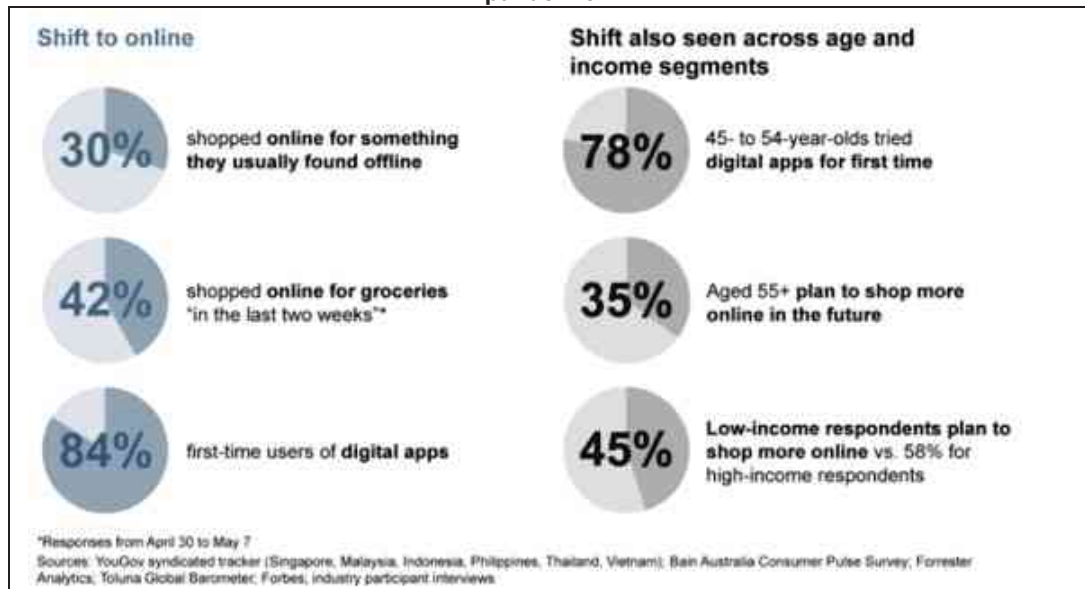 Shift to online
30%
shopped online for something
they usually found offline
42%
shopped online for groceries
"in the last two weeks"*
84%
first-time users of digital apps
Shift also seen across age and
income segments
78%
45- to 54-year-olds tried
digital apps for first time
35%
Aged 55+ plan to shop more
online in the future
45%
Low-income respondents plan to
shop more online vs. 58% for
high-income respondents
*Responses from April 30 to May 7
Sources: YouGov syndicated tracker (Singapore, Malaysia, Indonesia, Philippines, Thailand, Vietnam); Bain Australia Consumer Pulse Survey; Forrester
Analytics; Toluna Global Barometer; Forbes; industry participant interviews